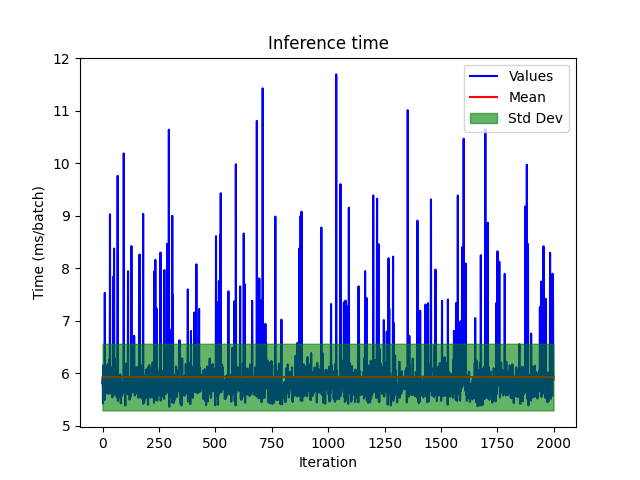 Inference time
Values
Mean
Std Dev
Time (ms/batch)
12
11
10
9
8
7
6
5
0 250 500 750 1000 1250 1500 1750 2000
Iteration